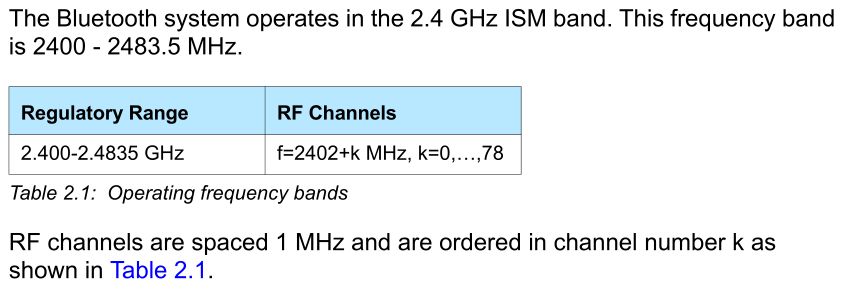 The Bluetooth system operates in the 2.4 GHz ISM band. This frequency band
is 2400 - 2483.5 MHz.
Regulatory Range RF Channels
2.400-2.4835 GHz f=2402+k MHz, k=0,…,78
Table 2.1: Operating frequency bands
RF channels are spaced 1 MHz and are ordered in channel number k as
shown in Table 2.1.